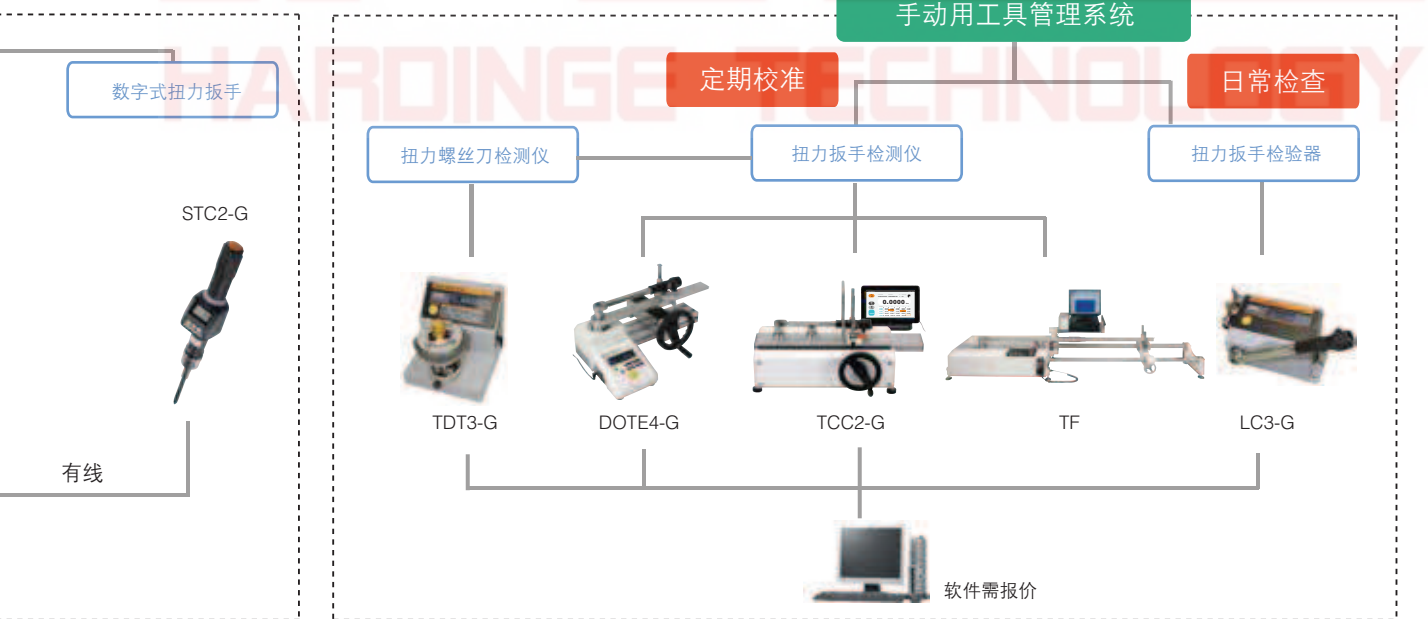 手动用工具管理系统
HARDINGE TECHNOLOGY
定期校准
日常检查
数字式扭力扳手
扭力螺丝刀检测仪
扭力扳手检测仪
扭力扳手检验器
STC2-G
0.0000
TDT3-G
DOTE4-G
TCC2-G
TF
LC3-G
有线
软件需报价